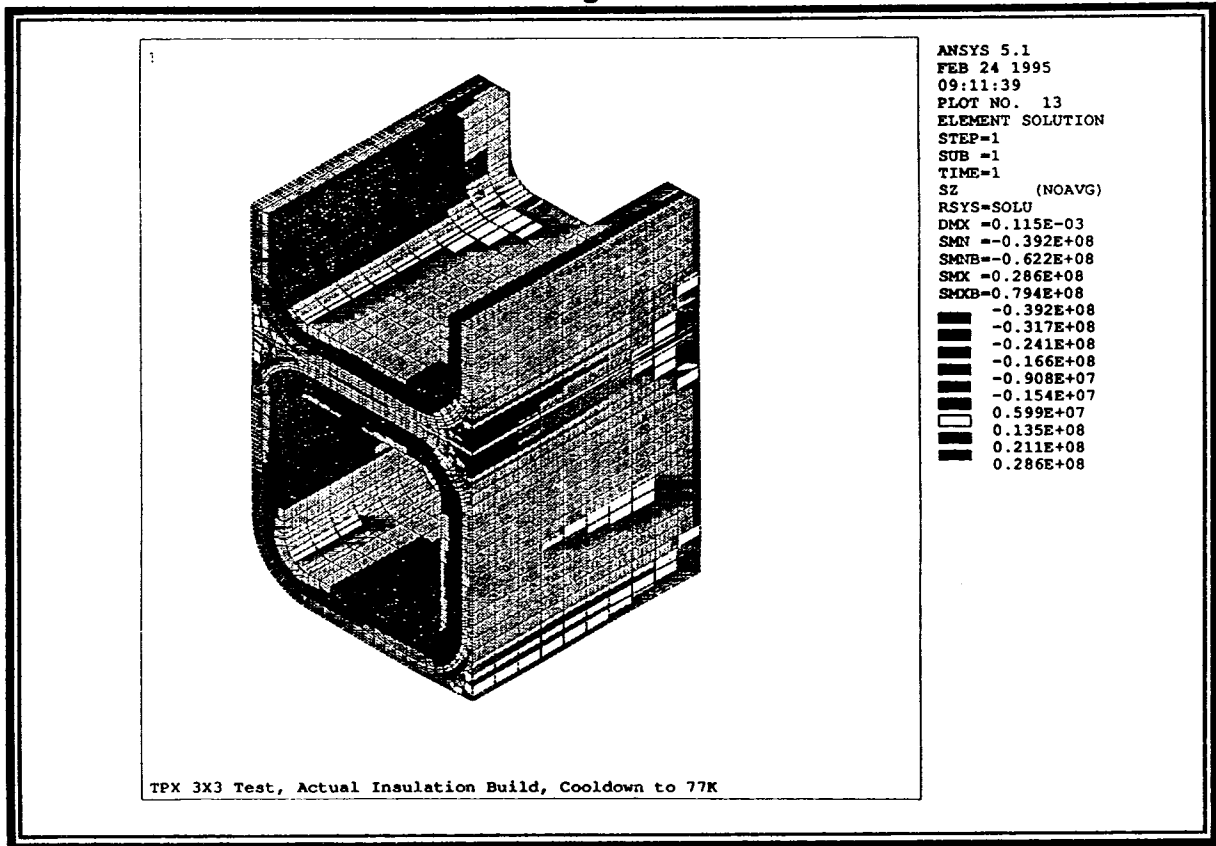 1
ANSYS 5.1
FEB 24 1995
09:11:39
PLOT NO. 13
ELEMENT SOLUTION
STEP=1
SUB =1
TIME=1
SZ (NOAVG)
RSYS=SOLU
DMX =0.115E-03
SMN =-0.392E+08
SMNB=-0.622E+08
SMX =0.286E+08
SMXB=0.794E+08
-0.392E+08
-0.317E+08
-0.241E+08
-0.166E+08
-0.908E+07
-0.154E+07
0.599E+07
0.135E+08
0.211E+08
0.286E+08
TPX 3X3 Test, Actual Insulation Build, Cooldown to 77K